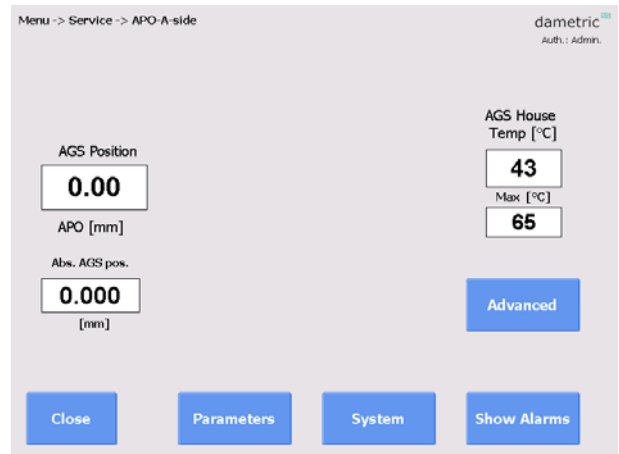 Menu -> Service -> APO-A-side
dametric
Auth.: Admin.
AGS House
Temp [°C]
43
Max [°C]
65
AGS Position
0.00
APO [mm]
Abs. AGS pos.
0.000
[mm]
Advanced
Close
Parameters
System
Show Alarms